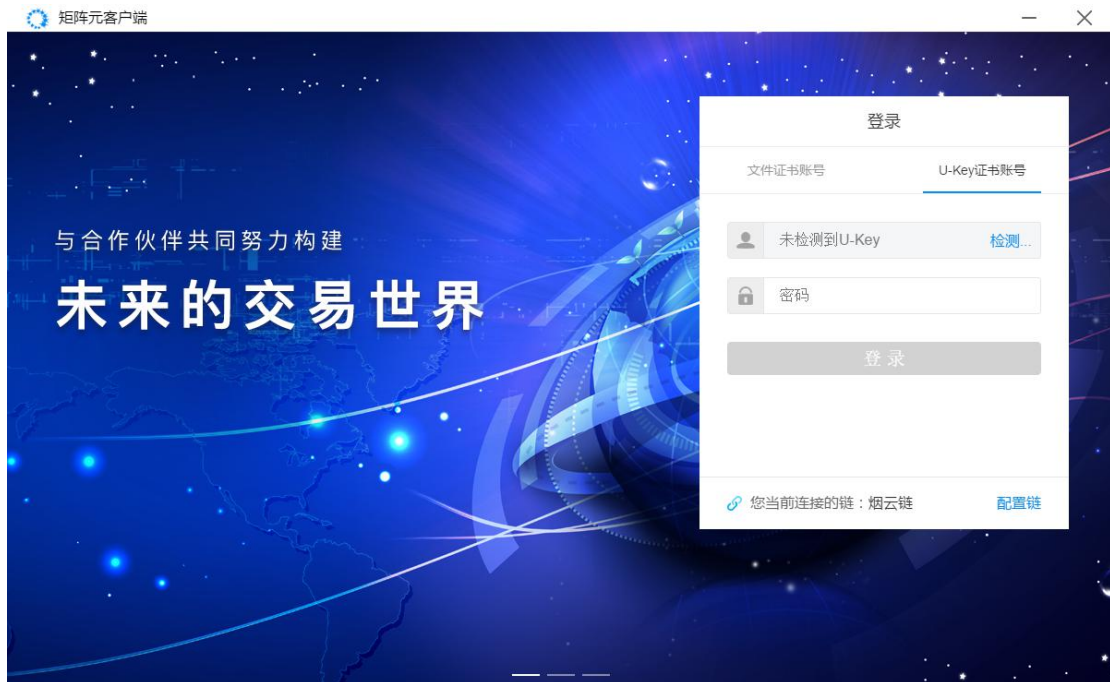 矩阵元客户端
与合作伙伴共同努力构建
未来的交易世界
登录
文件证书账号 U-Key证书账号
未检测到U-Key 检测...
密码
登录
您当前连接的链：烟云链 配置链